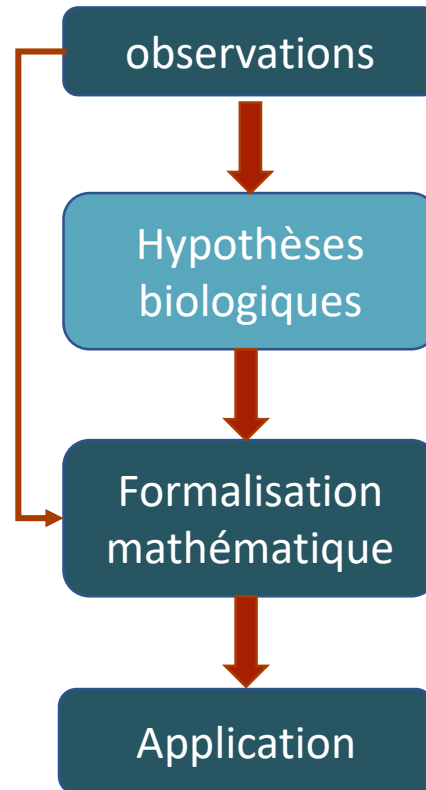 observations
Hypothèses
biologiques
Formalisation
mathématique
Application